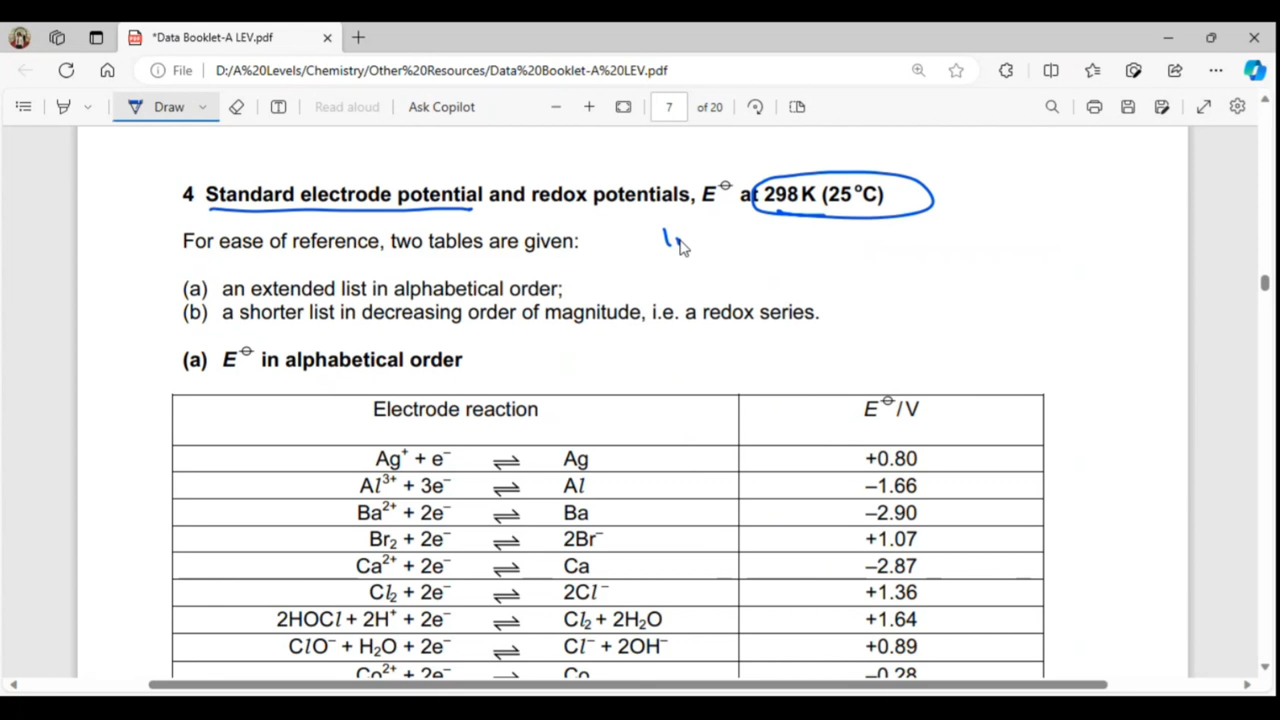 *Data Booklet-A LEV.pdf
File D:/A%20Levels/Chemistry/Other%20Resources/Data%20Booklet-A%20LEV.pdf
Draw Read aloud Ask Copilot 7 of 20
4 Standard electrode potential and redox potentials, E⦵ at 298 K (25 °C)
For ease of reference, two tables are given:
(a) an extended list in alphabetical order;
(b) a shorter list in decreasing order of magnitude, i.e. a redox series.
(a) E⦵ in alphabetical order
Electrode reaction E⦵/V
Ag⁺ + e⁻ ⇌ Ag +0.80
Al³⁺ + 3e⁻ ⇌ Al –1.66
Ba²⁺ + 2e⁻ ⇌ Ba –2.90
Br₂ + 2e⁻ ⇌ 2Br⁻ +1.07
Ca²⁺ + 2e⁻ ⇌ Ca –2.87
Cl₂ + 2e⁻ ⇌ 2Cl⁻ +1.36
2HOCl + 2H⁺ + 2e⁻ ⇌ Cl₂ + 2H₂O +1.64
ClO⁻ + H₂O + 2e⁻ ⇌ Cl⁻ + 2OH⁻ +0.89
Co²⁺ + 2e⁻ ⇌ Co –0.28